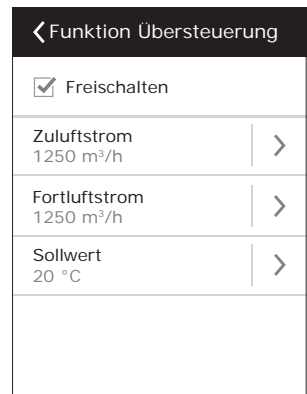 Funktion Übersteuerung
Freischalten
Zuluftstrom
1250 m³/h
Fortluftstrom
1250 m³/h
Sollwert
20 °C